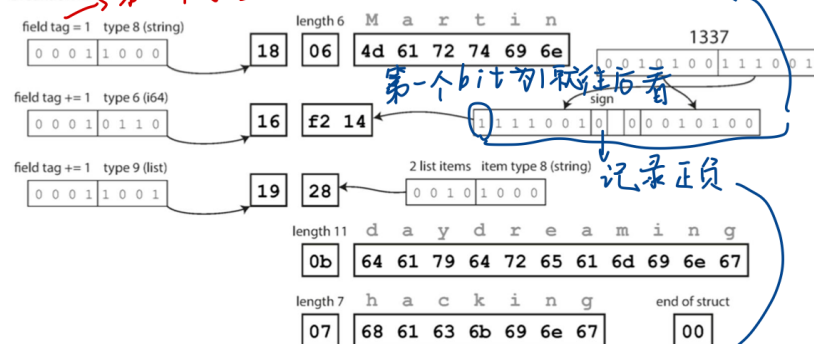 length 6 M a r t i n
field tag = 1 type 8 (string)
0 0 0 1 1 0 0 0 18 06 4d 61 72 74 69 6e
1337
0 0 1 0 1 0 0 1 1 1 0 0 1
第一个bit为1就往后看
field tag += 1 type 6 (i64)
sign
0 0 0 1 0 1 1 0 16 f2 14 1 1 1 1 0 0 1 0 0 0 0 1 0 1 0 0
field tag += 1 type 9 (list)
2 list items item type 8 (string)
记录正负
0 0 0 1 1 0 0 1 19 28 0 0 1 0 1 0 0 0
length 11 d a y d r e a m i n g
0b 64 61 79 64 72 65 61 6d 69 6e 67
length 7 h a c k i n g end of struct
07 68 61 63 6b 69 6e 67 00